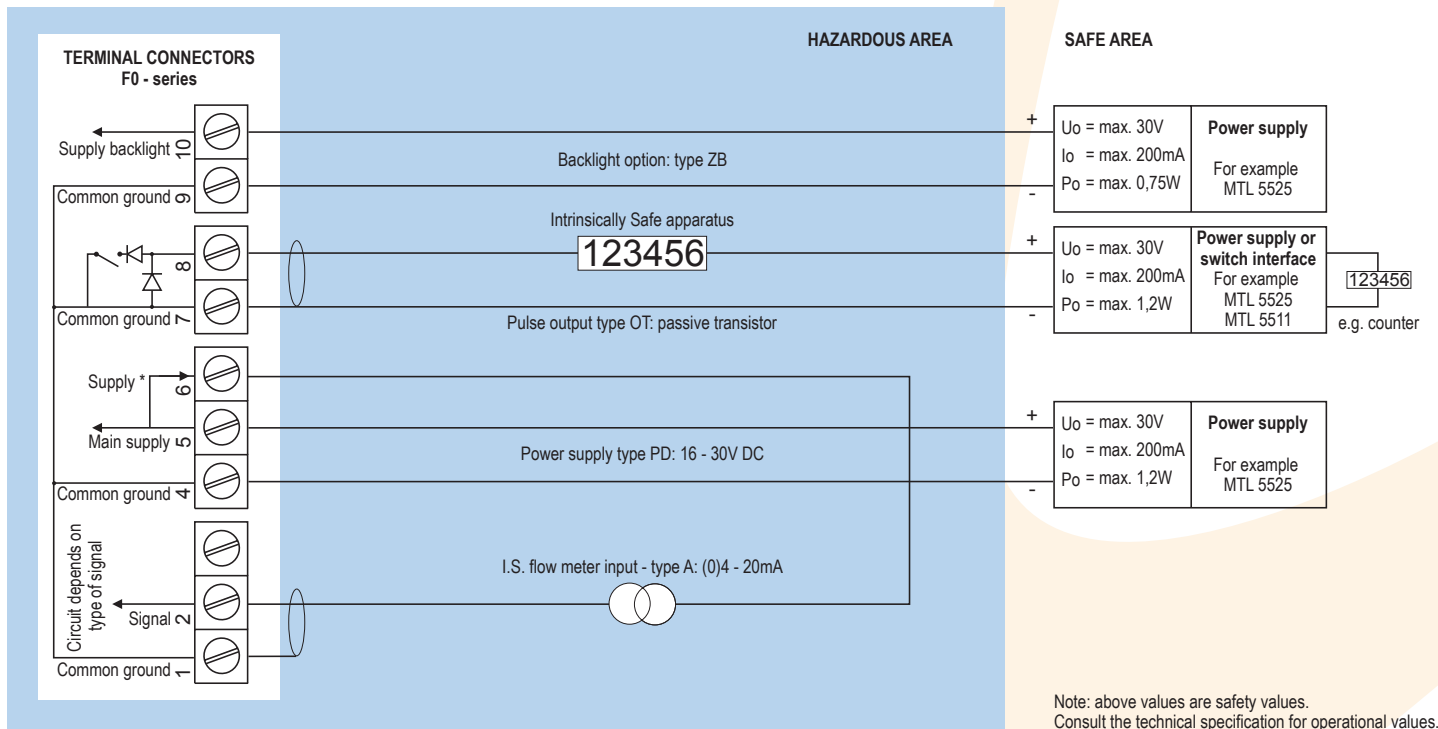 HAZARDOUS AREA
SAFE AREA
TERMINAL CONNECTORS
F0 - series
Supply backlight
10
Common ground
9
Backlight option: type ZB
+
-
Uo = max. 30V
Io = max. 200mA
Po = max. 0,75W
Power supply
For example
MTL 5525
8
Common ground
7
Intrinsically Safe apparatus
123456
Pulse output type OT: passive transistor
+
-
Uo = max. 30V
Io = max. 200mA
Po = max. 1,2W
Power supply or
switch interface
For example
MTL 5525
MTL 5511
123456
e.g. counter
Supply *
6
Main supply
5
Common ground
4
Power supply type PD: 16 - 30V DC
+
-
Uo = max. 30V
Io = max. 200mA
Po = max. 1,2W
Power supply
For example
MTL 5525
Circuit depends on
type of signal
Signal
2
Common ground
1
I.S. flow meter input - type A: (0)4 - 20mA
Note: above values are safety values.
Consult the technical specification for operational values.